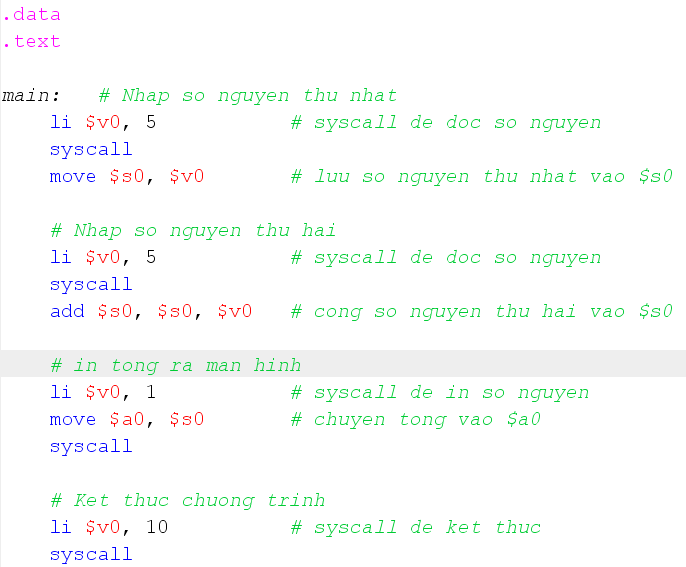 .data
.text
main:   # Nhap so nguyen thu nhat
    li $v0, 5           # syscall de doc so nguyen
    syscall
    move $s0, $v0       # luu so nguyen thu nhat vao $s0
    # Nhap so nguyen thu hai
    li $v0, 5           # syscall de doc so nguyen
    syscall
    add $s0, $s0, $v0   # cong so nguyen thu hai vao $s0
    # in tong ra man hinh
    li $v0, 1           # syscall de in so nguyen
    move $a0, $s0       # chuyen tong vao $a0
    syscall
    # Ket thuc chuong trinh
    li $v0, 10          # syscall de ket thuc
    syscall